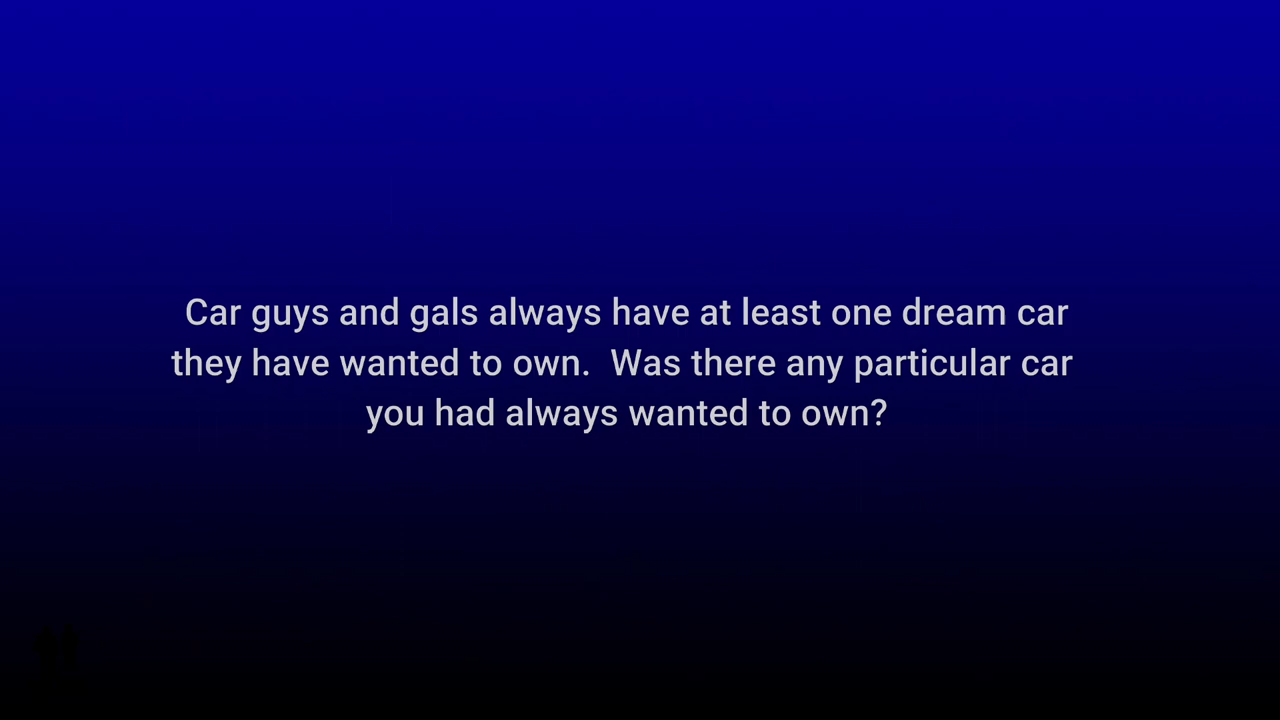 Car guys and gals always have at least one dream car
they have wanted to own.  Was there any particular car
you had always wanted to own?